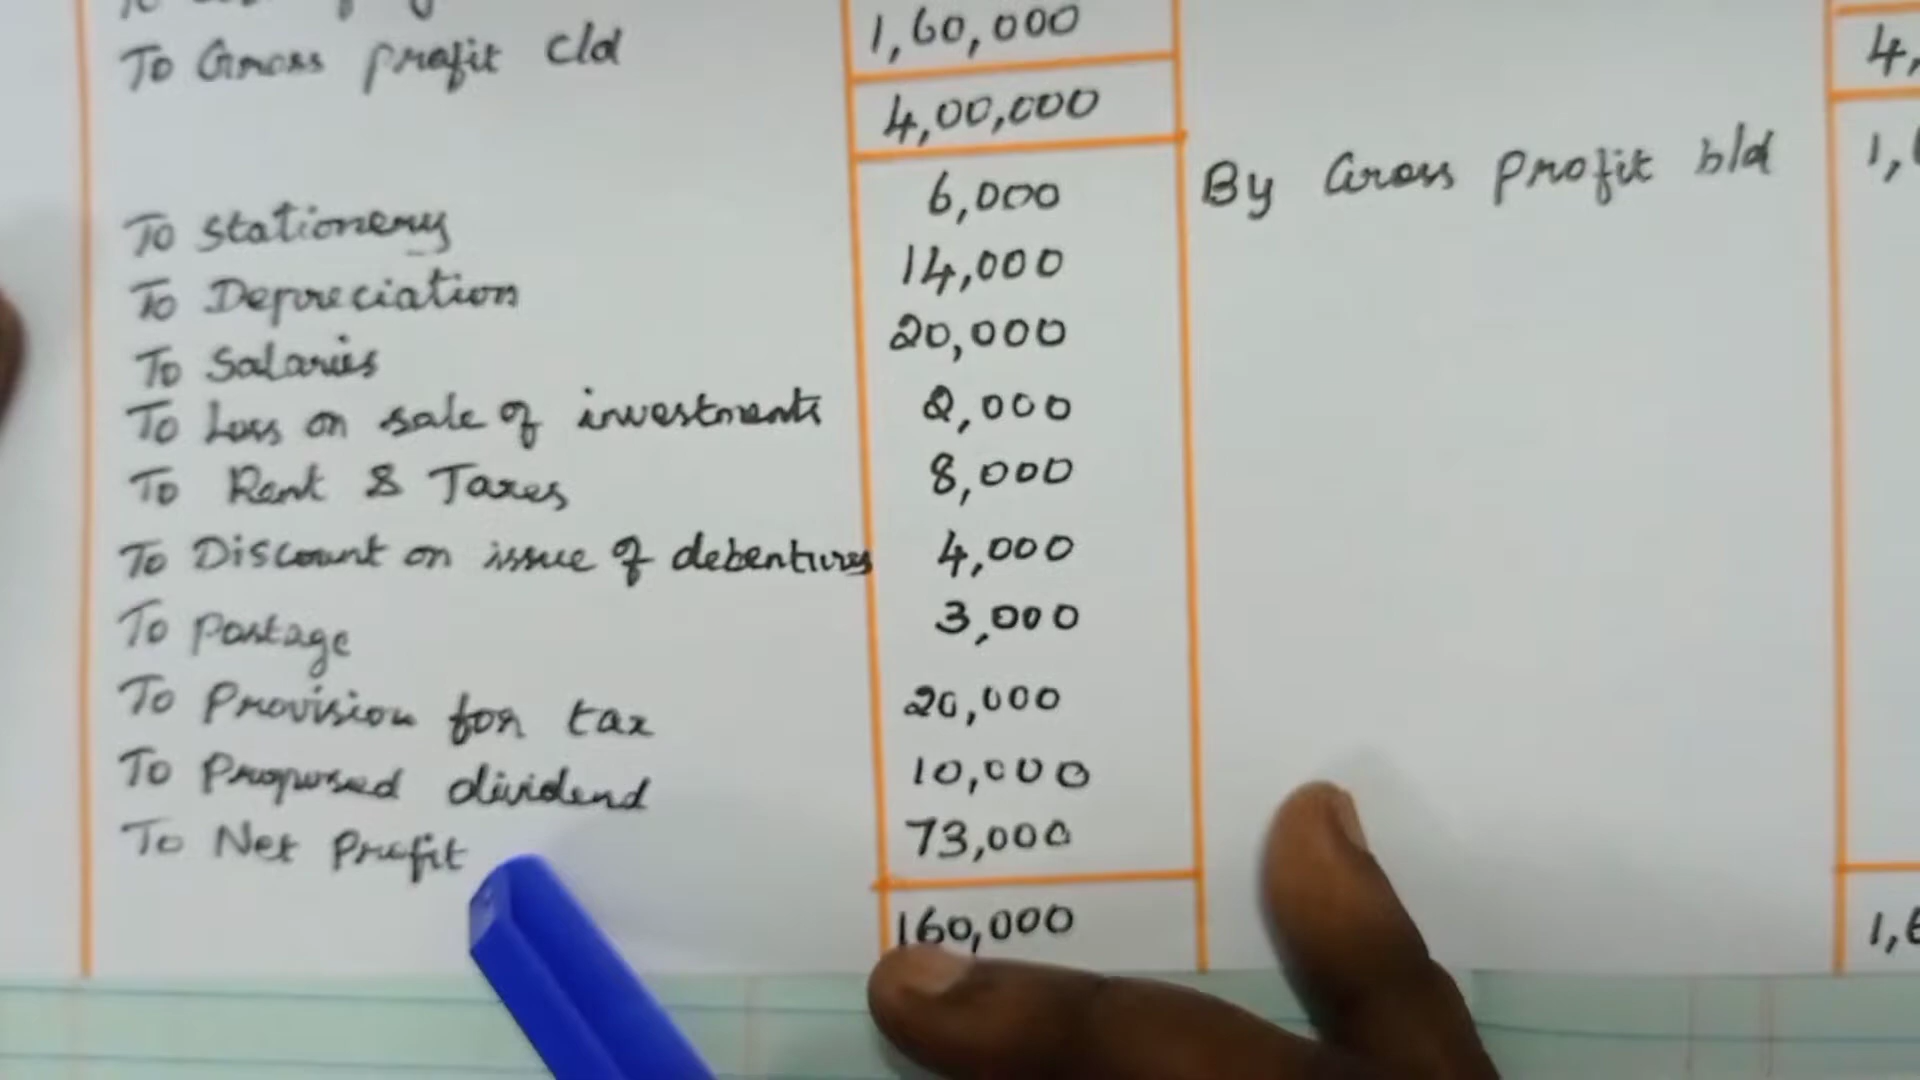 To Gross profit c/d 1,60,000
4,00,000
To Stationery 6,000 By Gross profit b/d
To Depreciation 14,000
To Salaries 20,000
To Loss on sale of investments 2,000
To Rent & Taxes 8,000
To Discount on issue of debentures 4,000
To Postage 3,000
To Provision for tax 20,000
To Proposed dividend 10,000
To Net Profit 73,000
160,000